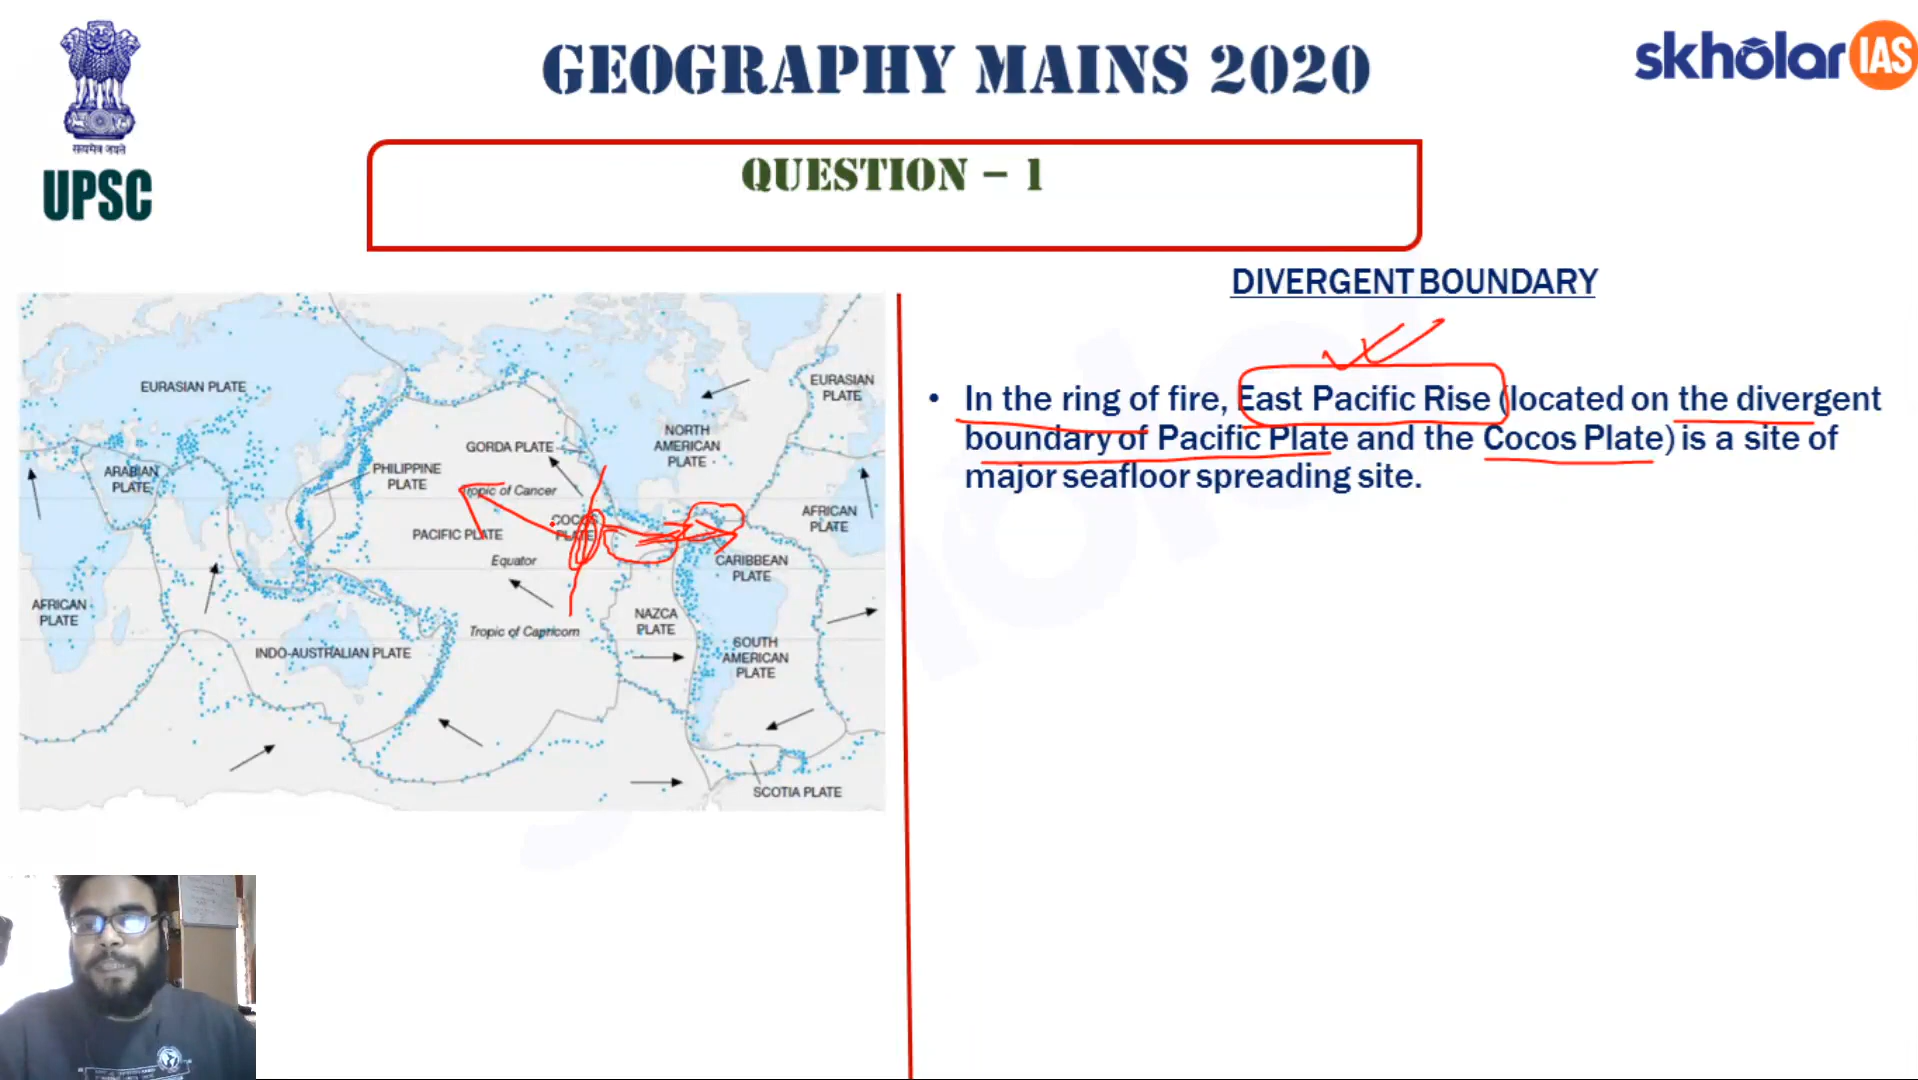 GEOGRAPHY MAINS 2020
skholar IAS
सत्यमेव जयते
UPSC
QUESTION – 1
DIVERGENT BOUNDARY
• In the ring of fire, East Pacific Rise (located on the divergent
boundary of Pacific Plate and the Cocos Plate) is a site of
major seafloor spreading site.
EURASIAN PLATE
EURASIAN
PLATE
NORTH
AMERICAN
PLATE
GORDA PLATE
ARABIAN
PLATE
PHILIPPINE
PLATE
Tropic of Cancer
COCOS
PLATE
AFRICAN
PLATE
PACIFIC PLATE
Equator
CARIBBEAN
PLATE
AFRICAN
PLATE
NAZCA
PLATE
Tropic of Capricorn
INDO-AUSTRALIAN PLATE
SOUTH
AMERICAN
PLATE
SCOTIA PLATE